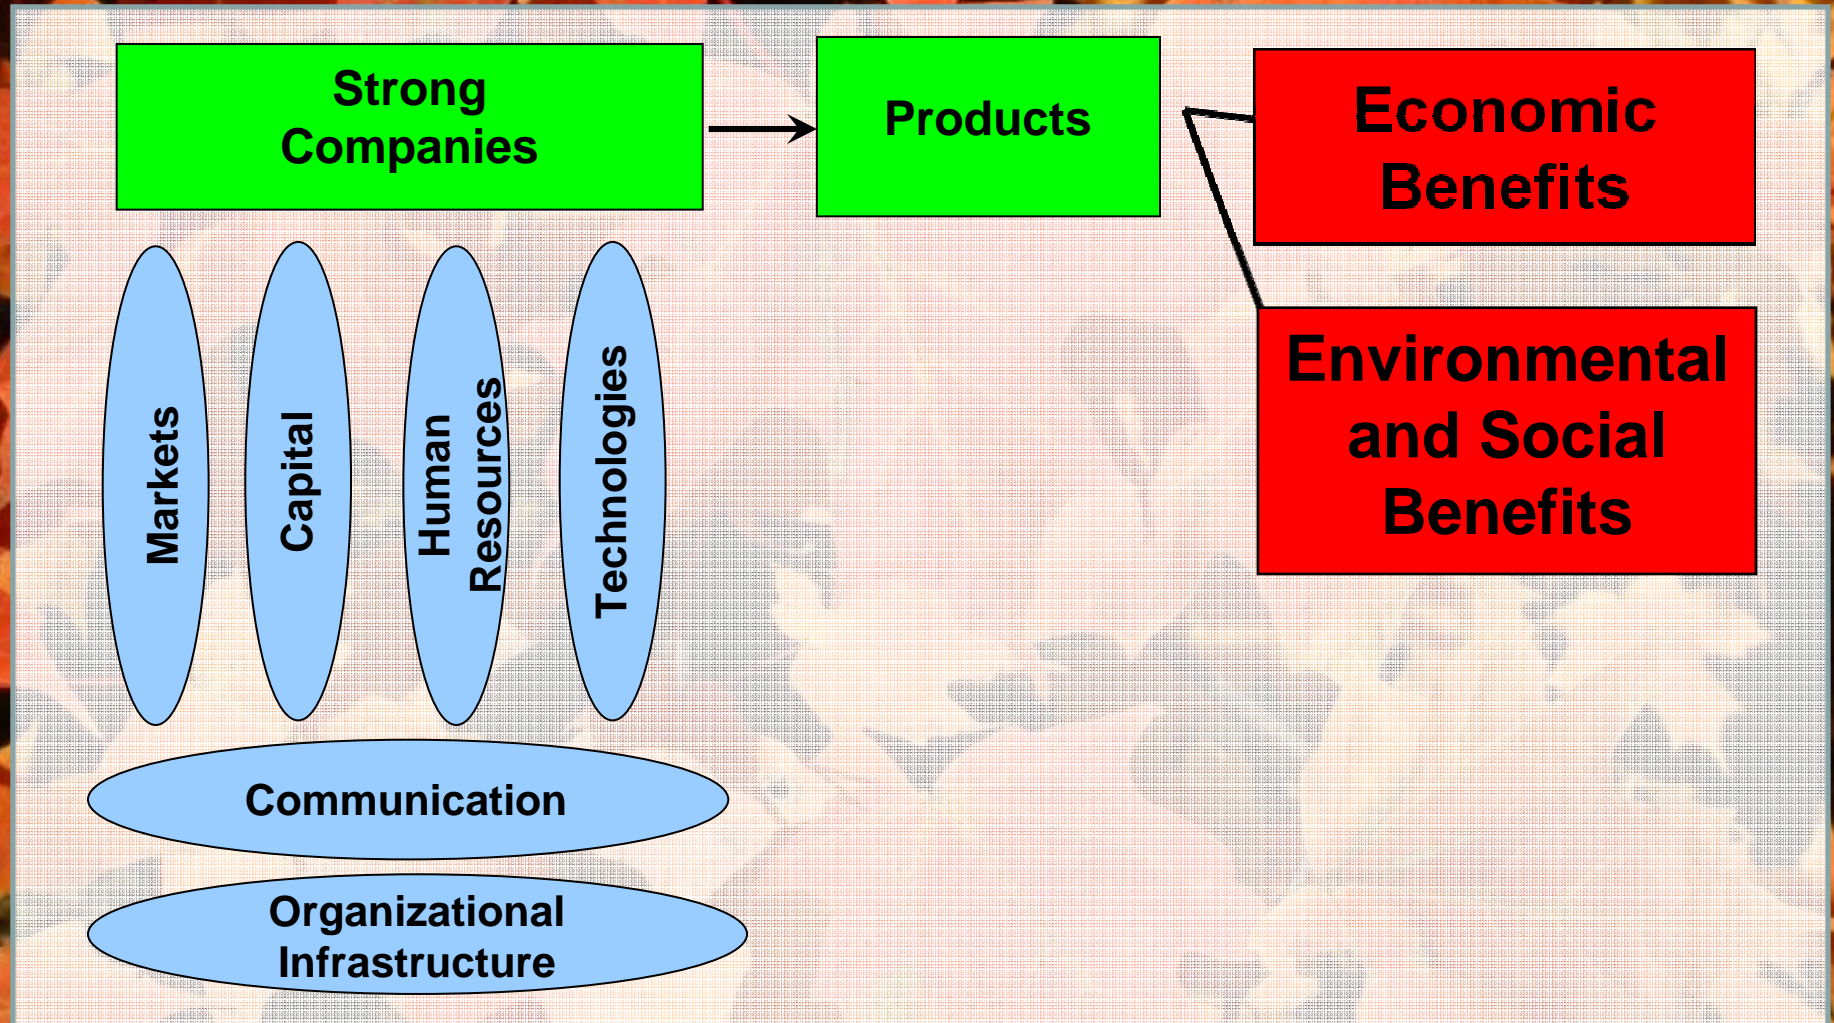 Strong
Companies
Products
Economic
Benefits
Environmental
and Social
Benefits
Markets
Capital
Human
Resources
Technologies
Communication
Organizational
Infrastructure